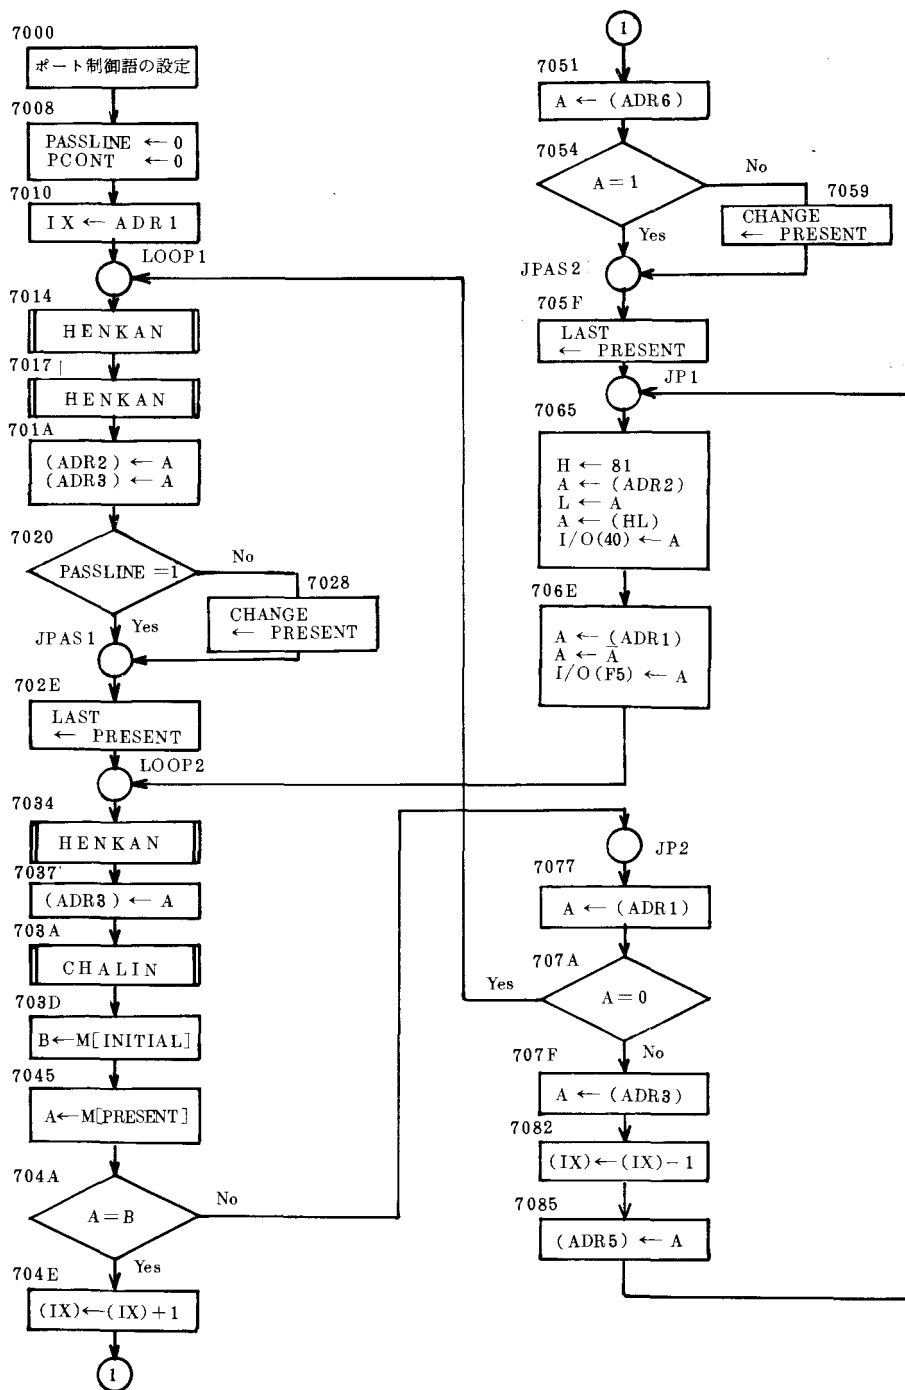 7000
ポート制御語の設定
7008
PASSLINE ← 0
PCONT ← 0
7010
IX ← ADR1
LOOP1
7014
HENKAN
7017
HENKAN
701A
(ADR2) ← A
(ADR3) ← A
7020
PASSLINE = 1
No
Yes
7028
CHANGE
← PRESENT
JPAS1
702E
LAST
← PRESENT
LOOP2
7034
HENKAN
7037
(ADR3) ← A
703A
CHALIN
703D
B←M[INITIAL]
7045
A←M[PRESENT]
704A
A=B
No
Yes
704E
(IX)←(IX)+1
1
1
7051
A ← (ADR6)
7054
A=1
No
Yes
7059
CHANGE
← PRESENT
JPAS2
705F
LAST
← PRESENT
JP1
7065
H ← 81
A ← (ADR2)
L ← A
A ← (HL)
I/O(40) ← A
706E
A ← (ADR1)
A ← Ā
I/O(F5) ← A
JP2
7077
A ← (ADR1)
707A
Yes
A=0
No
707F
A ← (ADR3)
7082
(IX)←(IX)-1
7085
(ADR5) ← A